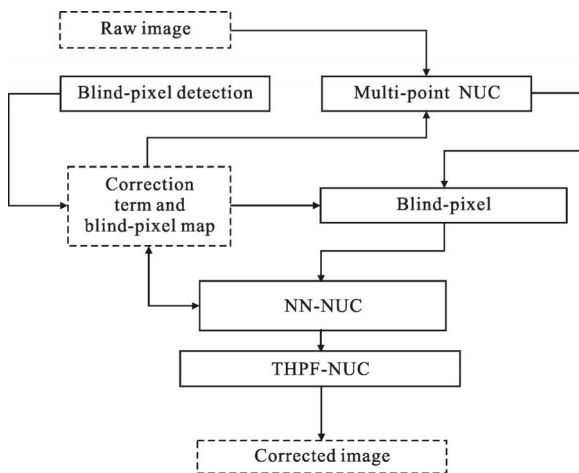 Raw image
Blind-pixel detection
Multi-point NUC
Correction
term and
blind-pixel map
Blind-pixel
NN-NUC
THPF-NUC
Corrected image